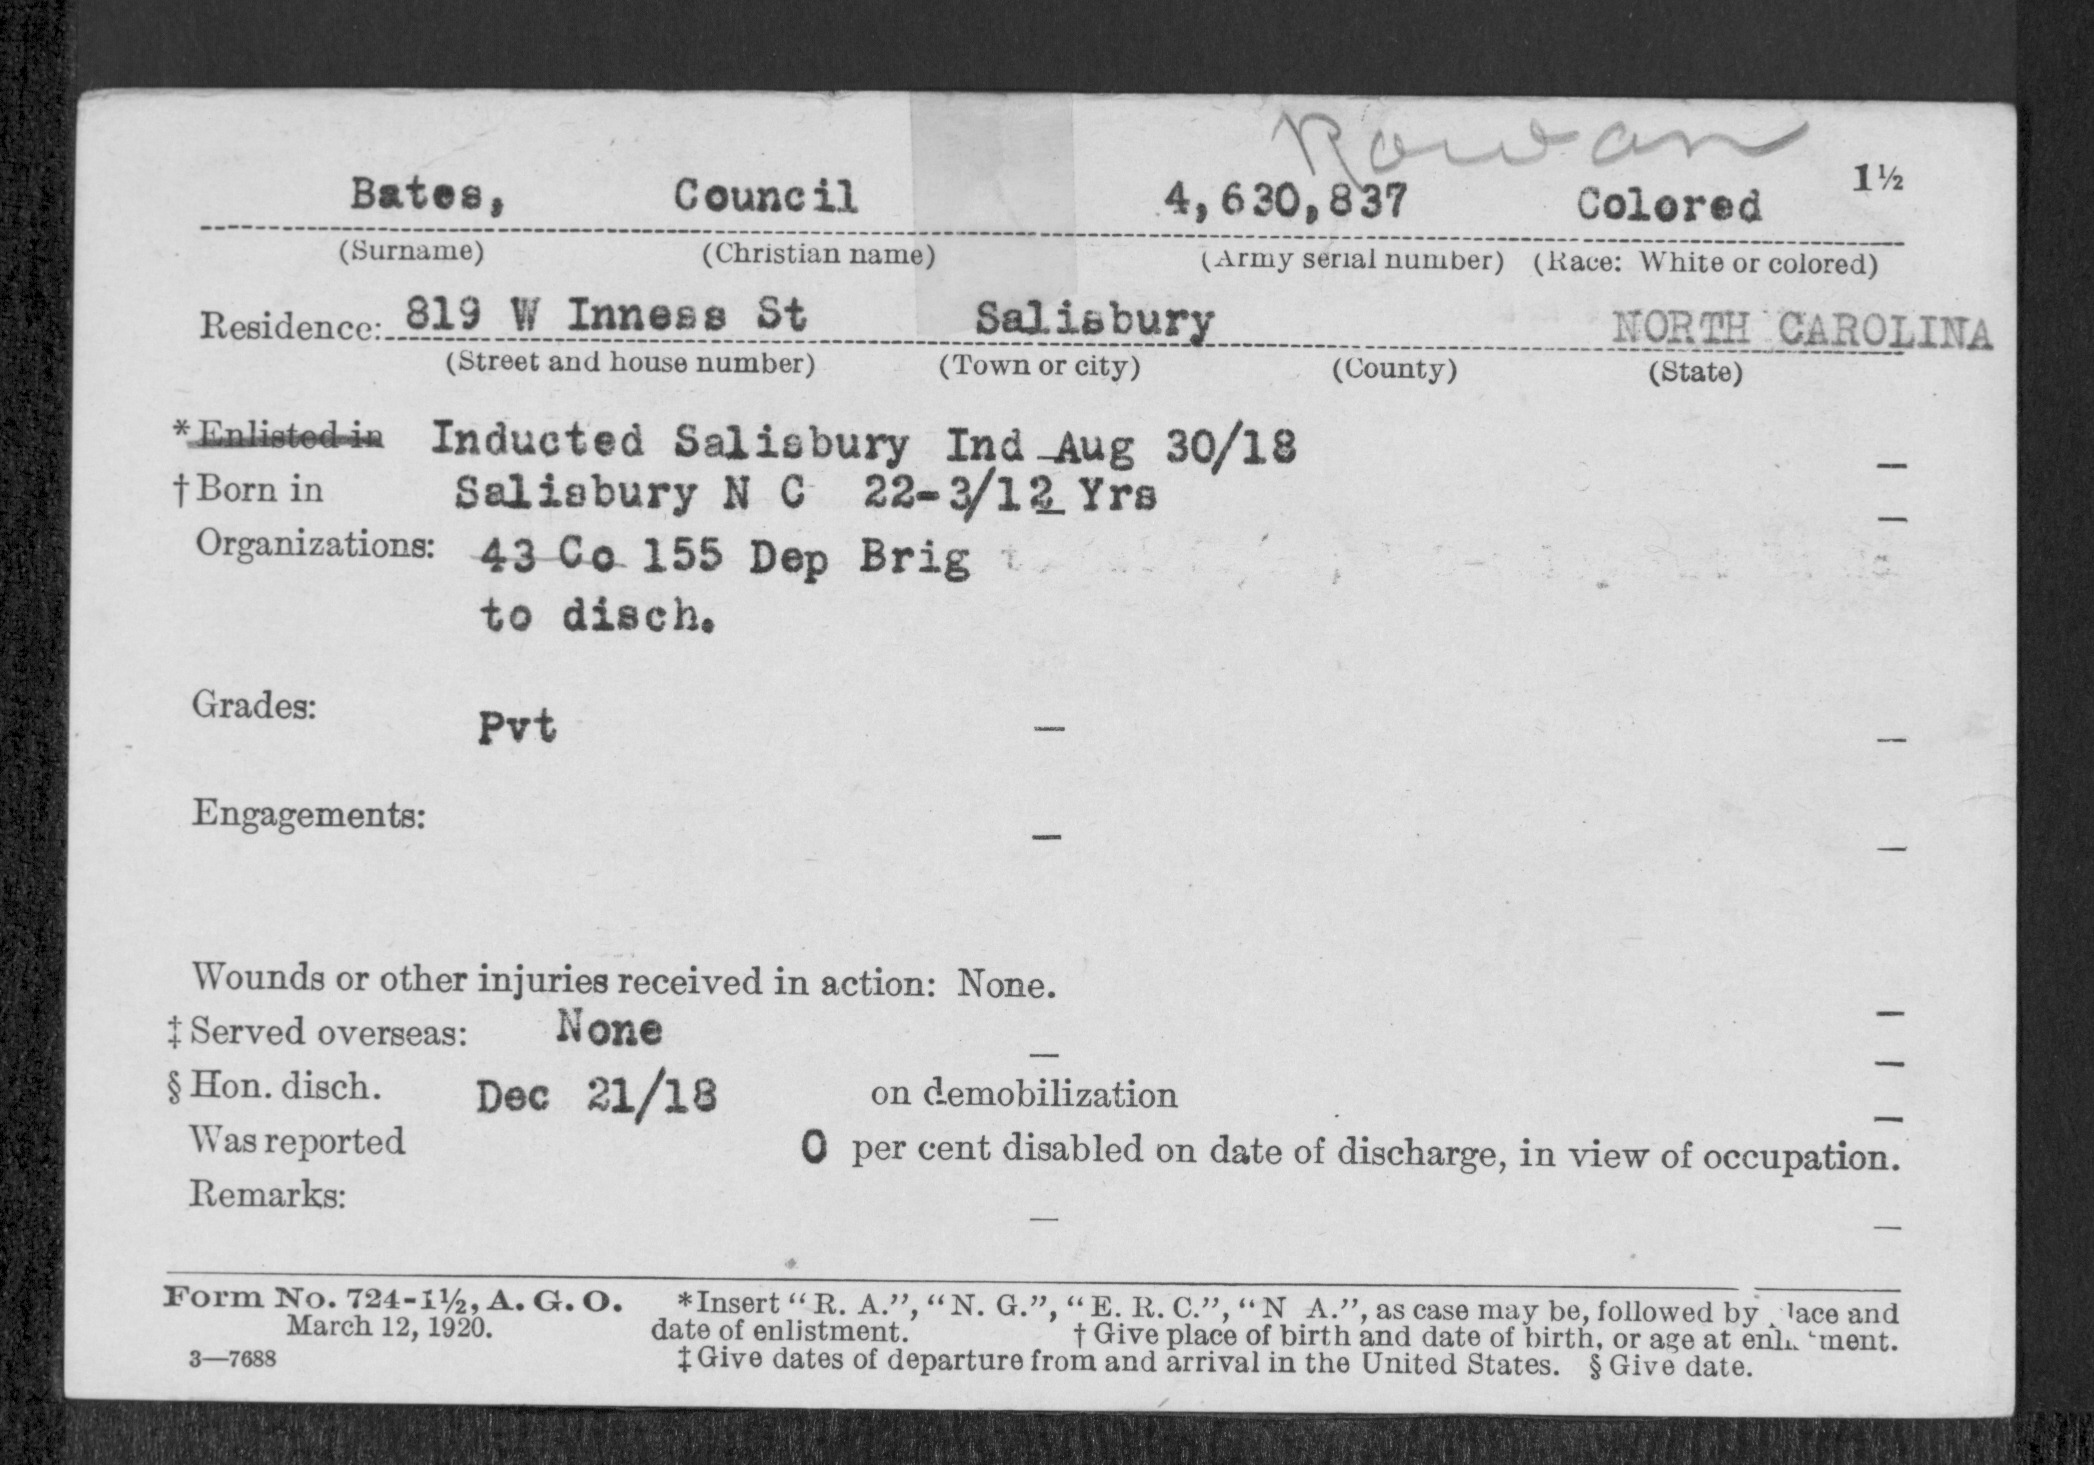 Rowan
Bates, Council 4,630,837 Colored 1½
(Surname) (Christian name) (Army serial number) (Race: White or colored)
Residence: 819 W Inness St Salisbury NORTH CAROLINA
(Street and house number) (Town or city) (County) (State)
* Enlisted in Inducted Salisbury Ind Aug 30/18 –
† Born in Salisbury N C 22-3/12 Yrs –
Organizations: 43 Co 155 Dep Brig
to disch.
Grades: Pvt – –
Engagements: – –
Wounds or other injuries received in action: None. –
‡ Served overseas: None – –
§ Hon. disch. Dec 21/18 on demobilization –
Was reported 0 per cent disabled on date of discharge, in view of occupation.
Remarks: – –
Form No. 724-1½, A. G. O. *Insert “R. A.”, “N. G.”, “E. R. C.”, “N A.”, as case may be, followed by lace and
March 12, 1920. date of enlistment. † Give place of birth and date of birth, or age at enl ment.
3—7688 ‡ Give dates of departure from and arrival in the United States. § Give date.